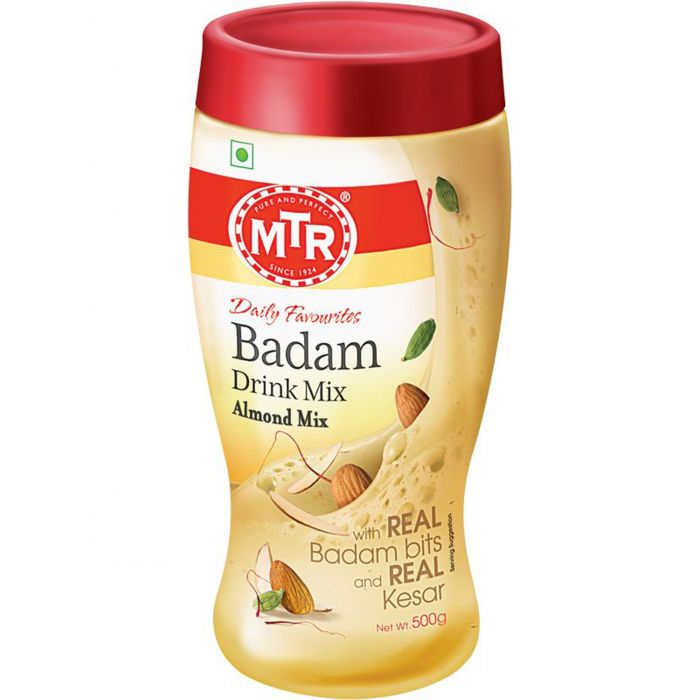 PURE AND PERFECT
MTR®
SINCE 1924
Daily Favourites
Badam
Drink Mix
Almond Mix
with REAL
Badam bits
and REAL
Kesar
Net Wt. 500g
Serving Suggestion